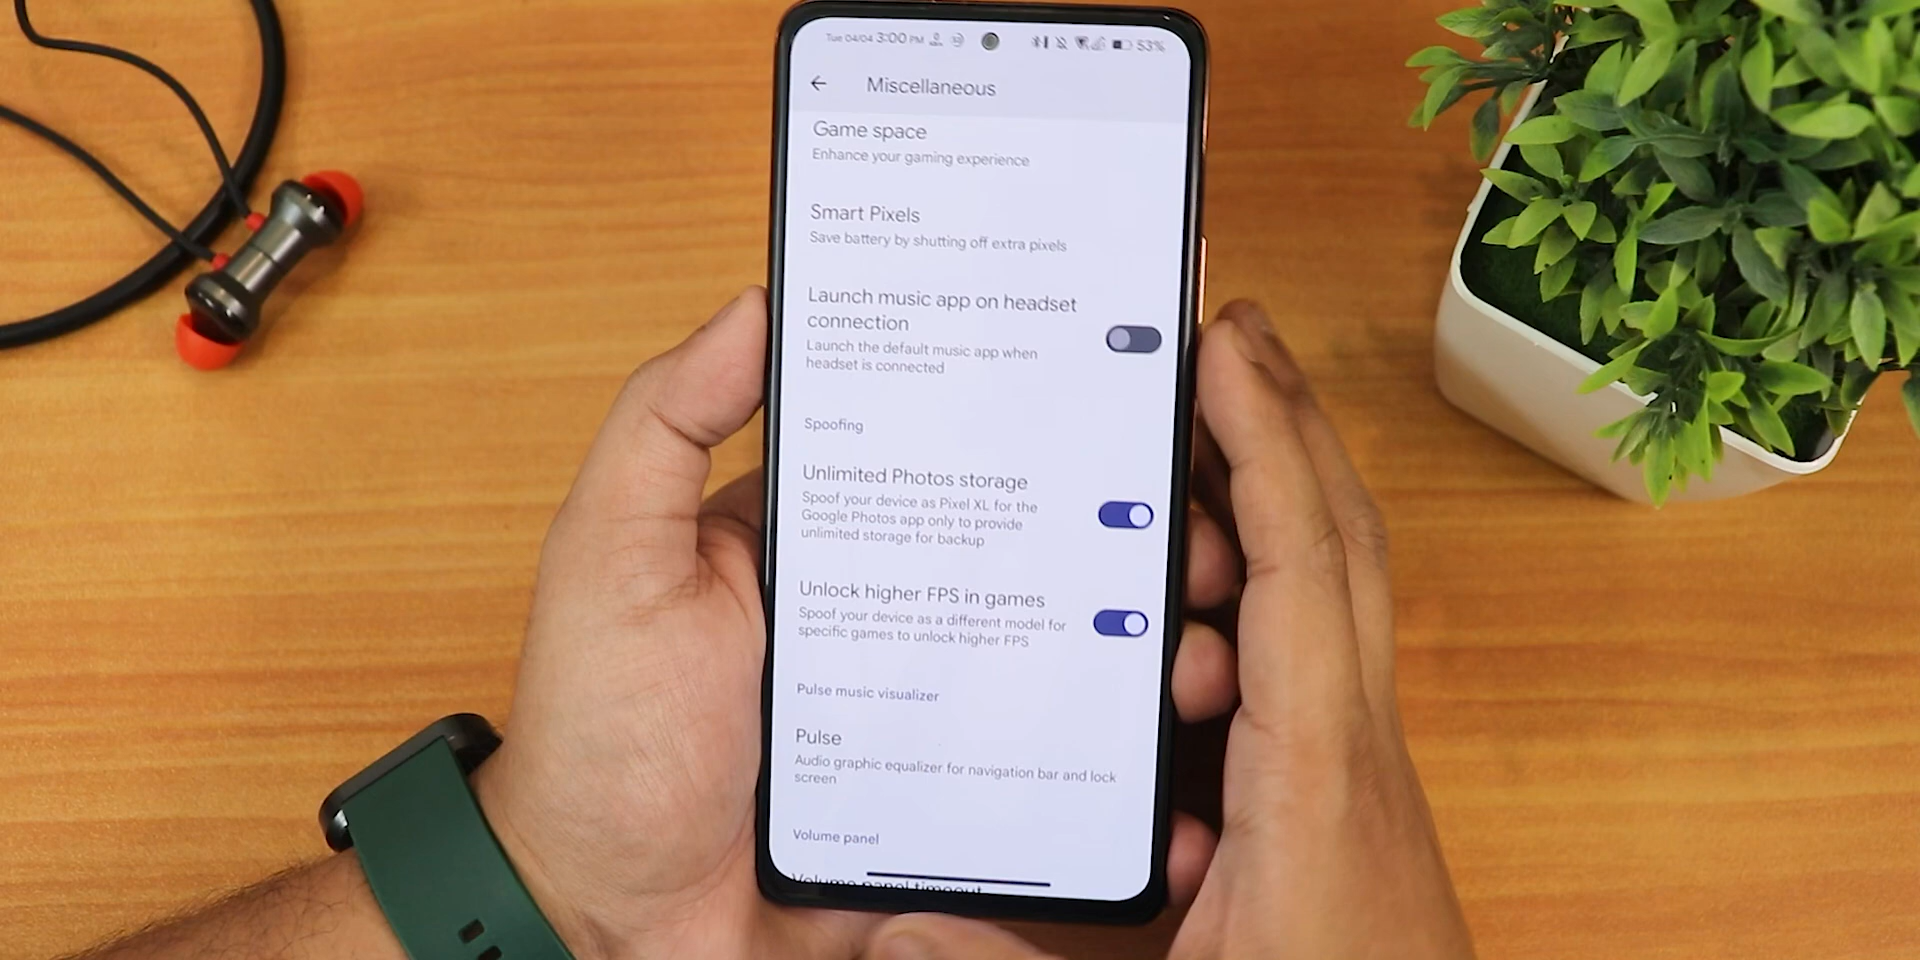 Tue 04/04 3:00 PM
53%
Miscellaneous
Game space
Enhance your gaming experience
Smart Pixels
Save battery by shutting off extra pixels
Launch music app on headset
connection
Launch the default music app when
headset is connected
Spoofing
Unlimited Photos storage
Spoof your device as Pixel XL for the
Google Photos app only to provide
unlimited storage for backup
Unlock higher FPS in games
Spoof your device as a different model for
specific games to unlock higher FPS
Pulse music visualizer
Pulse
Audio graphic equalizer for navigation bar and lock
screen
Volume panel
Volume panel timeout